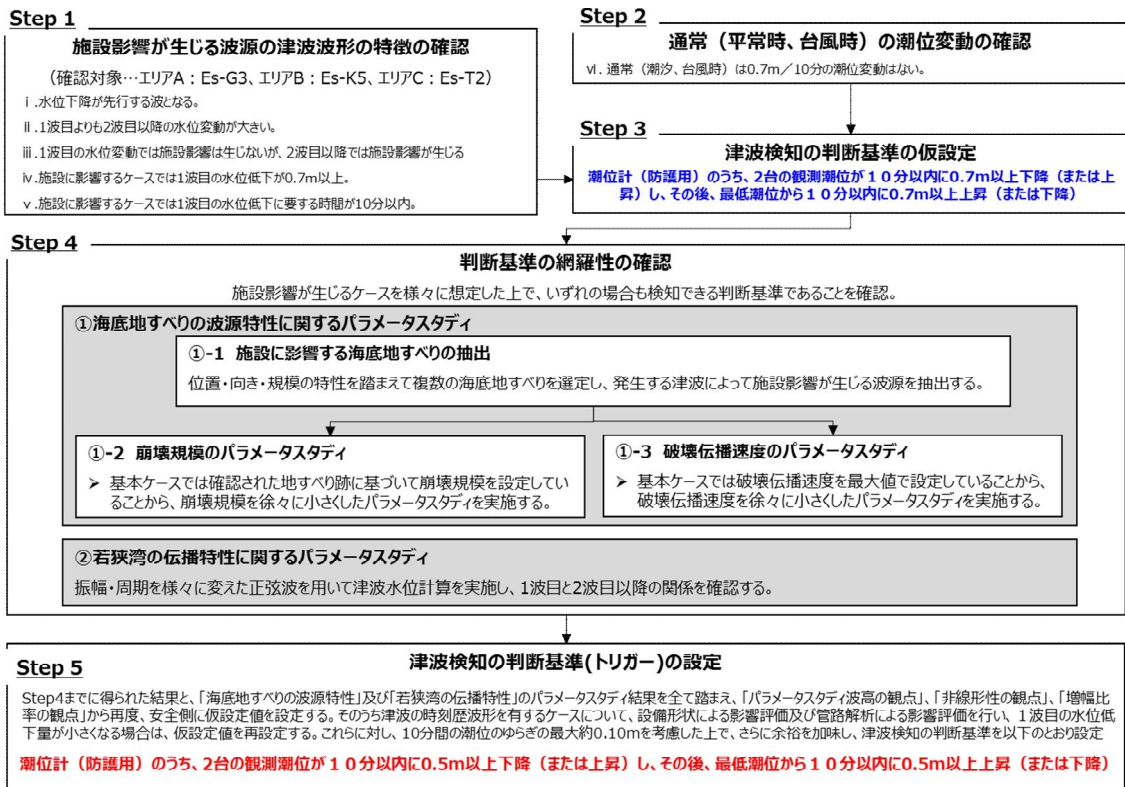 Step 1
施設影響が生じる波源の津波波形の特徴の確認
(確認対象…エリアA:Es-G3、エリアB:Es-K5、エリアC:Es-T2)
ⅰ.水位下降が先行する波となる。
ⅱ.1波目よりも2波目以降の水位変動が大きい。
ⅲ.1波目の水位変動では施設影響は生じないが、2波目以降では施設影響が生じる
ⅳ.施設に影響するケースでは1波目の水位低下が0.7m以上。
ⅴ.施設に影響するケースでは1波目の水位低下に要する時間が10分以内。
Step 2
通常(平常時、台風時)の潮位変動の確認
ⅵ.通常(潮汐、台風時)は0.7m/10分の潮位変動はない。
Step 3
津波検知の判断基準の仮設定
潮位計(防護用)のうち、2台の観測潮位が10分以内に0.7m以上下降(または上
昇)し、その後、最低潮位から10分以内に0.7m以上上昇(または下降)
Step 4
判断基準の網羅性の確認
施設影響が生じるケースを様々に想定した上で、いずれの場合も検知できる判断基準であることを確認。
①海底地すべりの波源特性に関するパラメータスタディ
①-1 施設に影響する海底地すべりの抽出
位置・向き・規模の特性を踏まえて複数の海底地すべりを選定し、発生する津波によって施設影響が生じる波源を抽出する。
①-2 崩壊規模のパラメータスタディ
➢ 基本ケースでは確認された地すべり跡に基づいて崩壊規模を設定してい
ることから、崩壊規模を徐々に小さくしたパラメータスタディを実施する。
①-3 破壊伝播速度のパラメータスタディ
➢ 基本ケースでは破壊伝播速度を最大値で設定していることから、
破壊伝播速度を徐々に小さくしたパラメータスタディを実施する。
②若狭湾の伝播特性に関するパラメータスタディ
振幅・周期を様々に変えた正弦波を用いて津波水位計算を実施し、1波目と2波目以降の関係を確認する。
Step 5
津波検知の判断基準(トリガー)の設定
Step4までに得られた結果と、「海底地すべりの波源特性」及び「若狭湾の伝播特性」のパラメータスタディ結果を全て踏まえ、「パラメータスタディ波高の観点」、「非線形性の観点」、「増幅比
率の観点」から再度、安全側に仮設定値を設定する。そのうち津波の時刻歴波形を有するケースについて、設備形状による影響評価及び管路解析による影響評価を行い、1波目の水位低
下量が小さくなる場合は、仮設定値を再設定する。これらに対し、10分間の潮位のゆらぎの最大約0.10mを考慮した上で、さらに余裕を加味し、津波検知の判断基準を以下のとおり設定
潮位計(防護用)のうち、2台の観測潮位が10分以内に0.5m以上下降(または上昇)し、その後、最低潮位から10分以内に0.5m以上上昇(または下降)